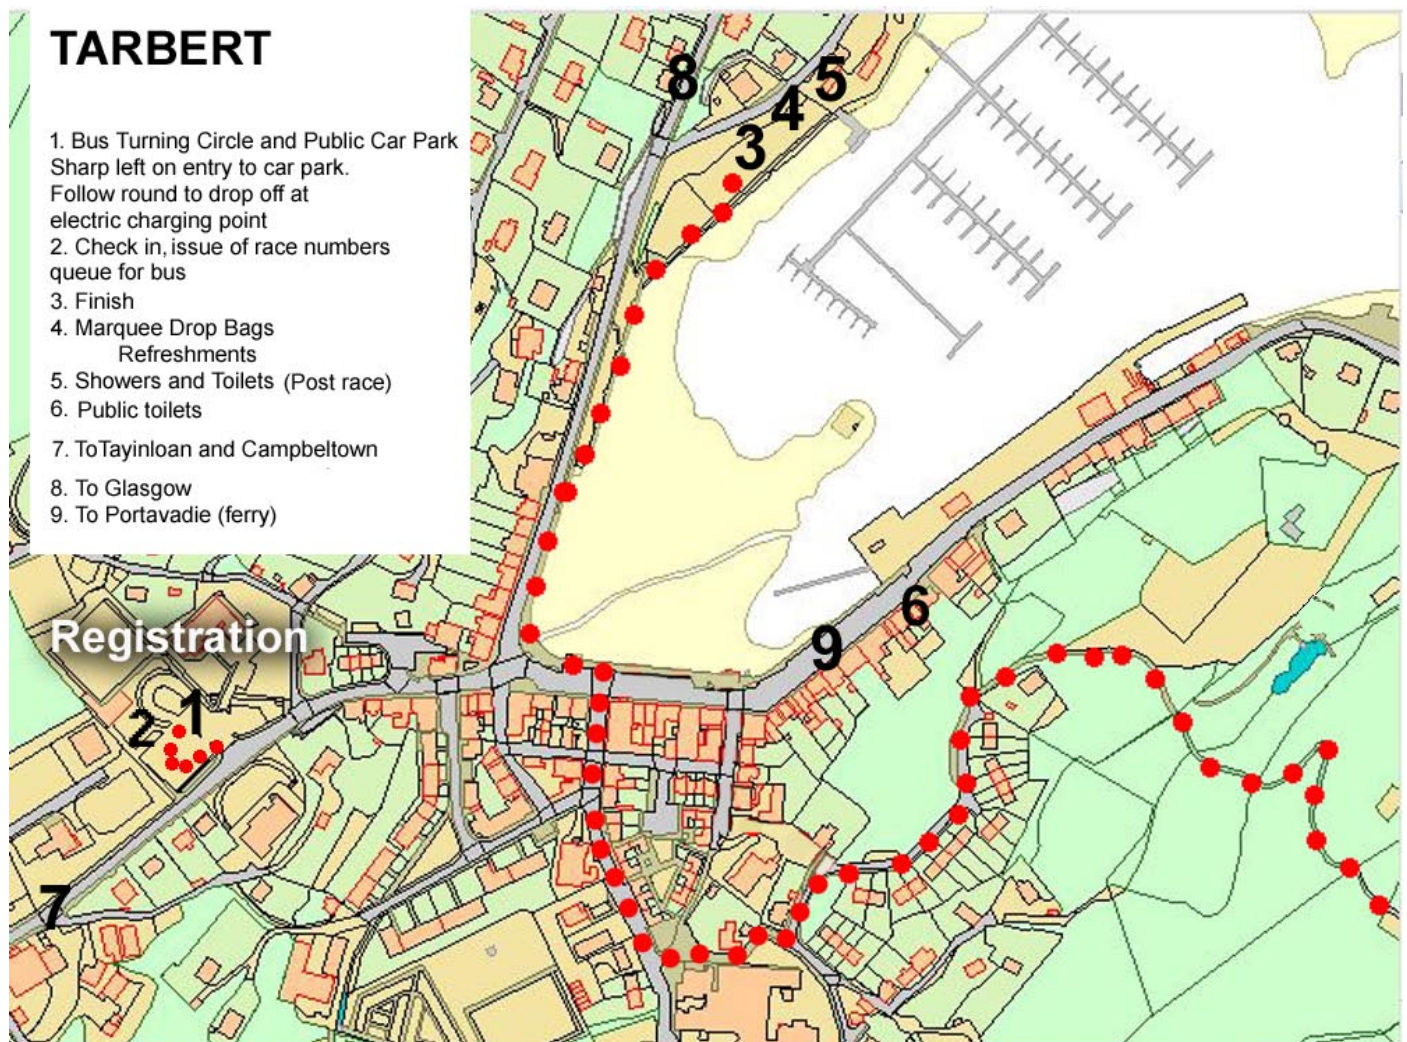 TARBERT
1. Bus Turning Circle and Public Car Park
Sharp left on entry to car park.
Follow round to drop off at
electric charging point
2. Check in, issue of race numbers
queue for bus
3. Finish
4. Marquee Drop Bags
Refreshments
5. Showers and Toilets (Post race)
6. Public toilets
7. ToTayinloan and Campbeltown
8. To Glasgow
9. To Portavadie (ferry)
8
5
4
3
6
9
Registration
1
2
7